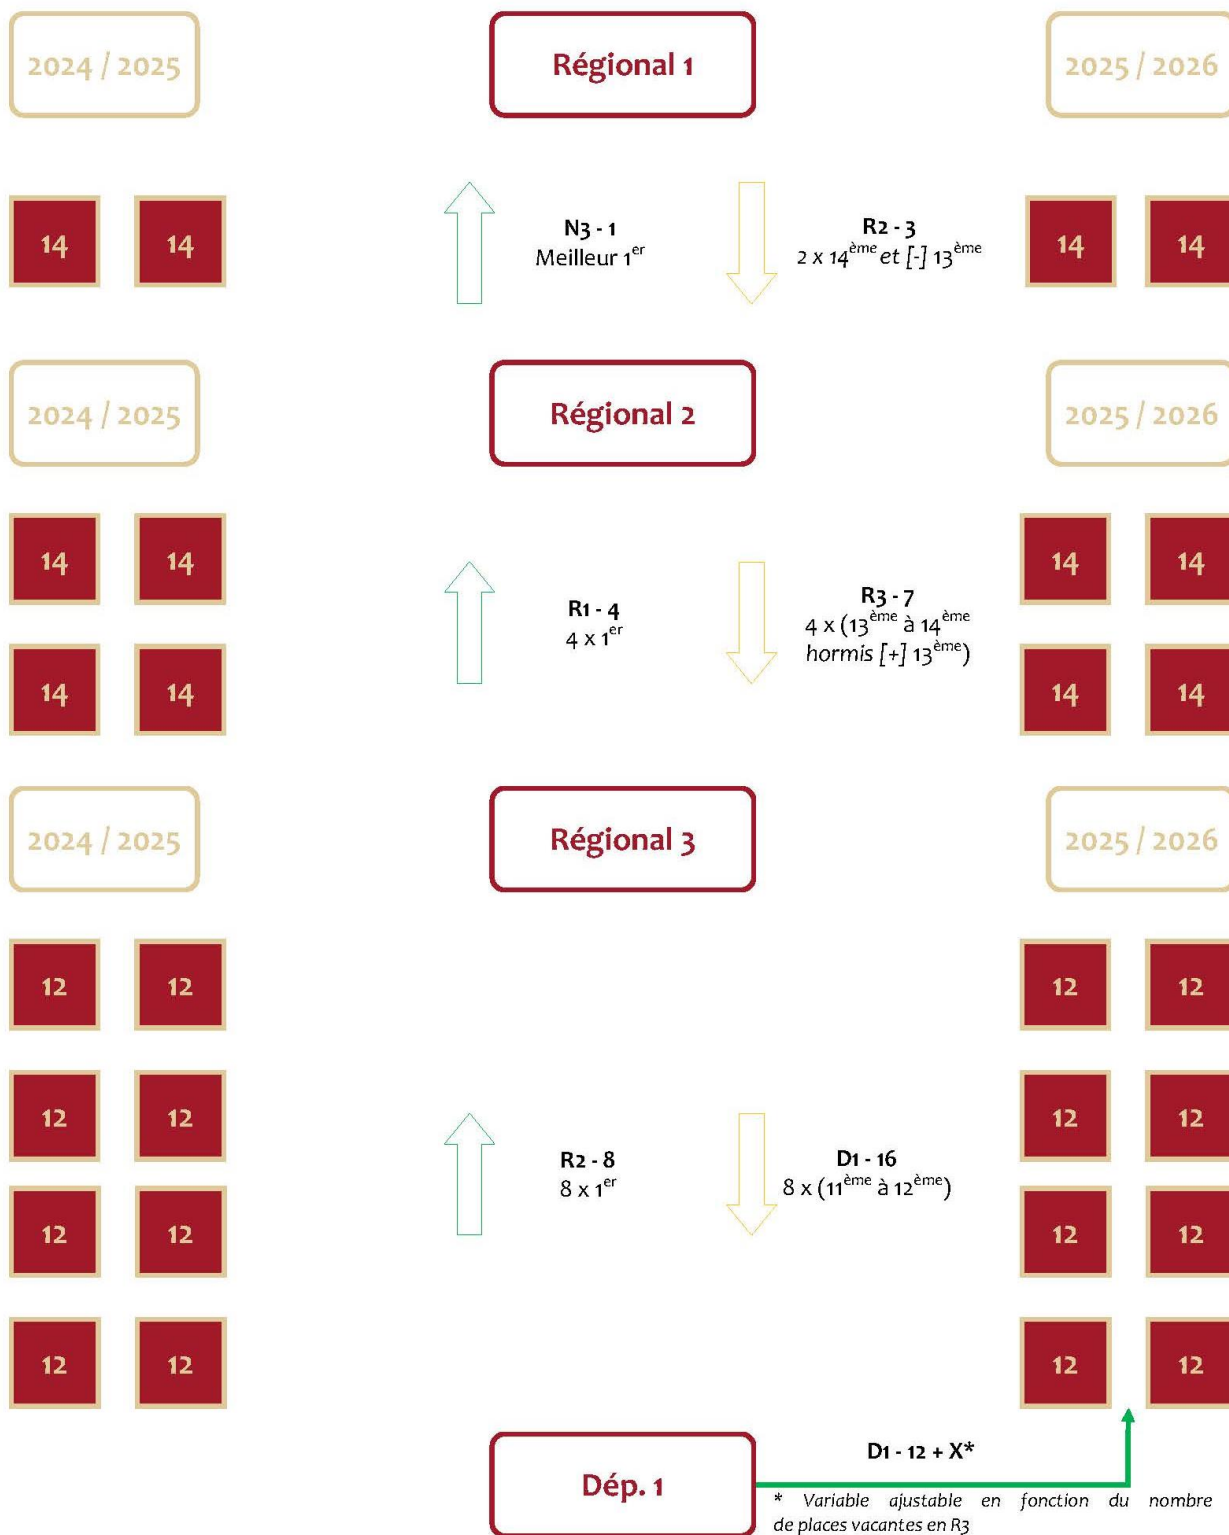 2024 / 2025
Régional 1
2025 / 2026
14 14
N3 - 1
Meilleur 1er
R2 - 3
2 x 14ème et [-] 13ème
14 14
2024 / 2025
Régional 2
2025 / 2026
14 14
14 14
R1 - 4
4 x 1er
R3 - 7
4 x (13ème à 14ème
hormis [+] 13ème)
14 14
14 14
2024 / 2025
Régional 3
2025 / 2026
12 12
12 12
12 12
12 12
R2 - 8
8 x 1er
D1 - 16
8 x (11ème à 12ème)
12 12
12 12
12 12
12 12
Dép. 1
D1 - 12 + X*
* Variable ajustable en fonction du nombre
de places vacantes en R3